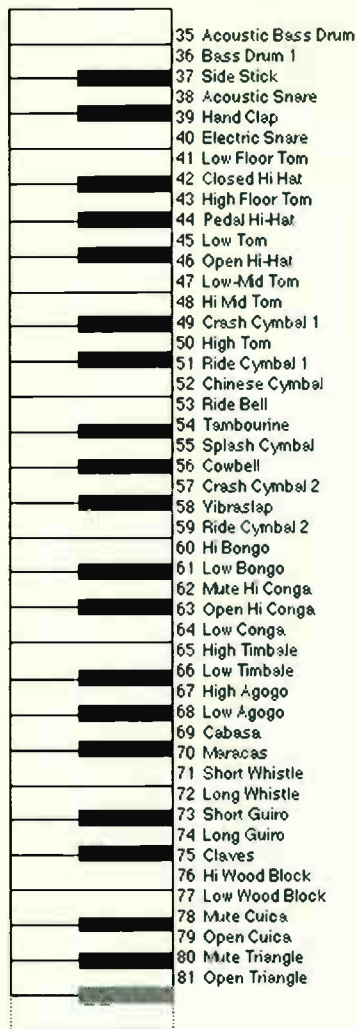 35 Acoustic Bass Drum
36 Bass Drum 1
37 Side Stick
38 Acoustic Snare
39 Hand Clap
40 Electric Snare
41 Low Floor Tom
42 Closed Hi Hat
43 High Floor Tom
44 Pedal Hi-Hat
45 Low Tom
46 Open Hi-Hat
47 Low-Mid Tom
48 Hi Mid Tom
49 Crash Cymbal 1
50 High Tom
51 Ride Cymbal 1
52 Chinese Cymbal
53 Ride Bell
54 Tambourine
55 Splash Cymbal
56 Cowbell
57 Crash Cymbal 2
58 Vibraslap
59 Ride Cymbal 2
60 Hi Bongo
61 Low Bongo
62 Mute Hi Conga
63 Open Hi Conga
64 Low Conga
65 High Timbale
66 Low Timbale
67 High Agogo
68 Low Agogo
69 Cabasa
70 Maracas
71 Short Whistle
72 Long Whistle
73 Short Guiro
74 Long Guiro
75 Claves
76 Hi Wood Block
77 Low Wood Block
78 Mute Cuica
79 Open Cuica
80 Mute Triangle
81 Open Triangle